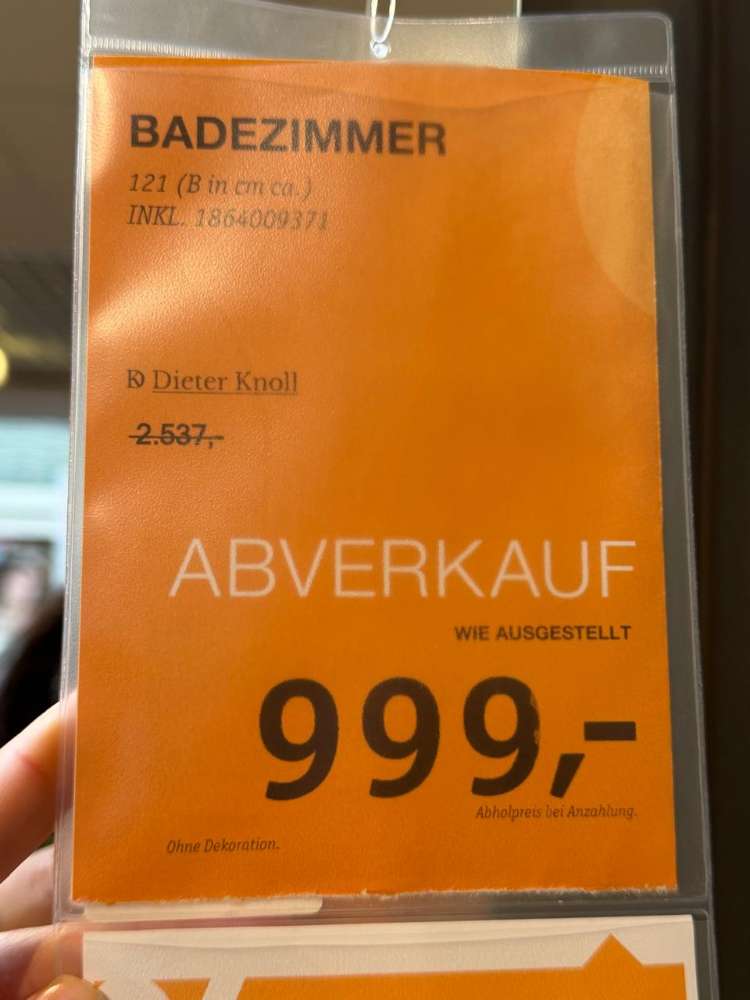 BADEZIMMER
121 (B in cm ca.)
INKL. 1864009371
Dieter Knoll
2.537,-
ABVERKAUF
WIE AUSGESTELLT
999,-
Abholpreis bei Anzahlung.
Ohne Dekoration.